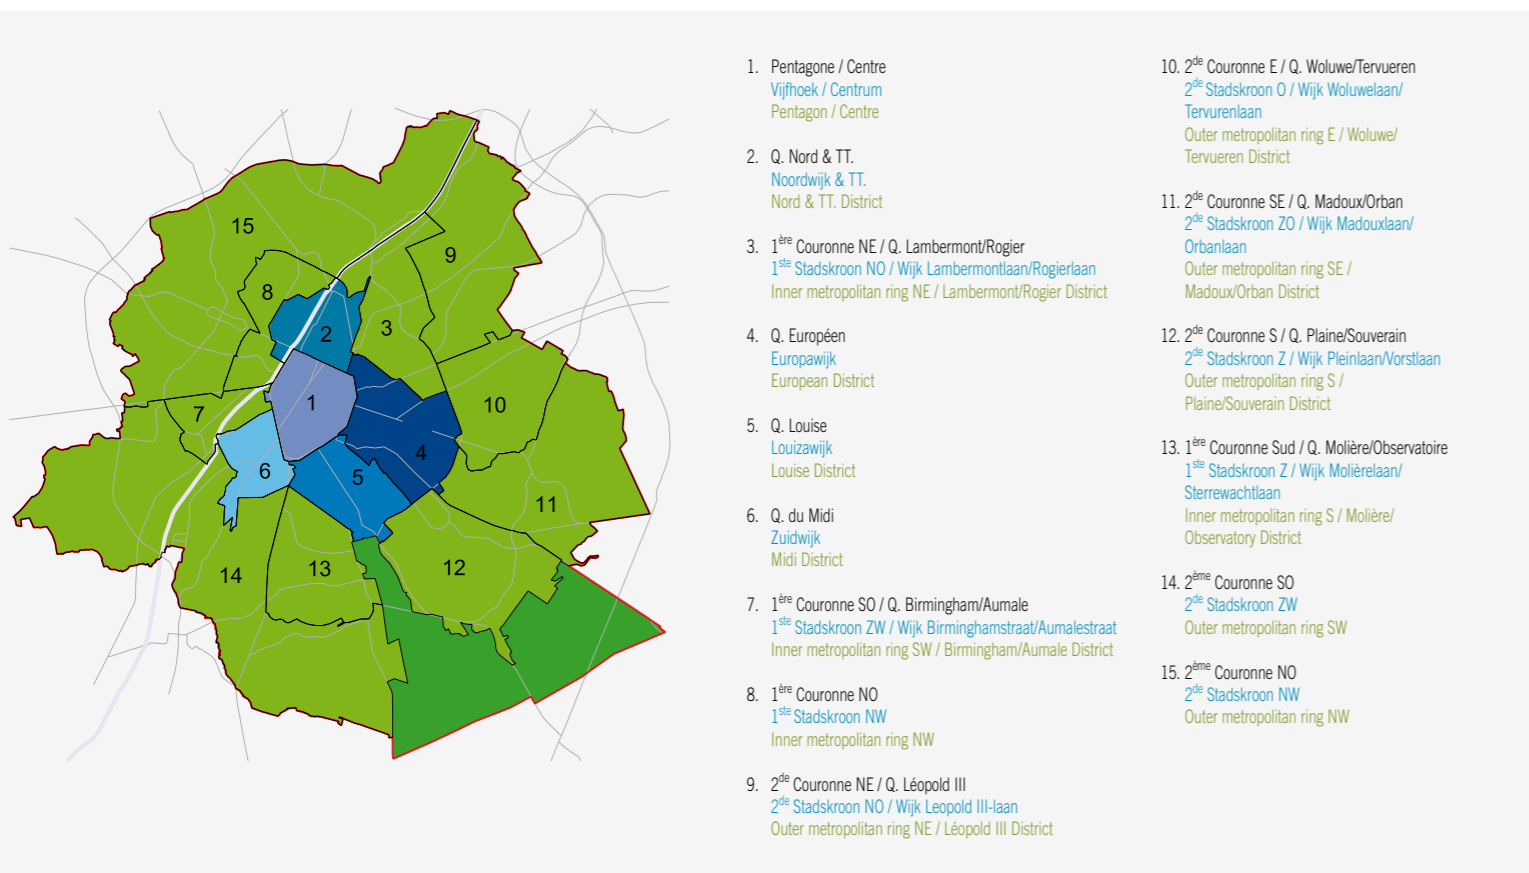 15
9
8
2
3
7
1
10
4
6
5
11
14
13
12
1. Pentagone / Centre
Vijfhoek / Centrum
Pentagon / Centre
2. Q. Nord & TT.
Noordwijk & TT.
Nord & TT. District
3. 1ère Couronne NE / Q. Lambermont/Rogier
1ste Stadskroon NO / Wijk Lambermontlaan/Rogierlaan
Inner metropolitan ring NE / Lambermont/Rogier District
4. Q. Européen
Europawijk
European District
5. Q. Louise
Louizawijk
Louise District
6. Q. du Midi
Zuidwijk
Midi District
7. 1ère Couronne SO / Q. Birmingham/Aumale
1ste Stadskroon ZW / Wijk Birminghamstraat/Aumalestraat
Inner metropolitan ring SW / Birmingham/Aumale District
8. 1ère Couronne NO
1ste Stadskroon NW
Inner metropolitan ring NW
9. 2de Couronne NE / Q. Léopold III
2de Stadskroon NO / Wijk Leopold III-laan
Outer metropolitan ring NE / Léopold III District
10. 2de Couronne E / Q. Woluwe/Tervueren
2de Stadskroon O / Wijk Woluwelaan/
Tervurenlaan
Outer metropolitan ring E / Woluwe/
Tervueren District
11. 2de Couronne SE / Q. Madoux/Orban
2de Stadskroon ZO / Wijk Madouxlaan/
Orbanlaan
Outer metropolitan ring SE /
Madoux/Orban District
12. 2de Couronne S / Q. Plaine/Souverain
2de Stadskroon Z / Wijk Pleinlaan/Vorstlaan
Outer metropolitan ring S /
Plaine/Souverain District
13. 1ère Couronne Sud / Q. Molière/Observatoire
1ste Stadskroon Z / Wijk Molièrelaan/
Sterrewachtlaan
Inner metropolitan ring S / Molière/
Observatory District
14. 2ème Couronne SO
2de Stadskroon ZW
Outer metropolitan ring SW
15. 2ème Couronne NO
2de Stadskroon NW
Outer metropolitan ring NW